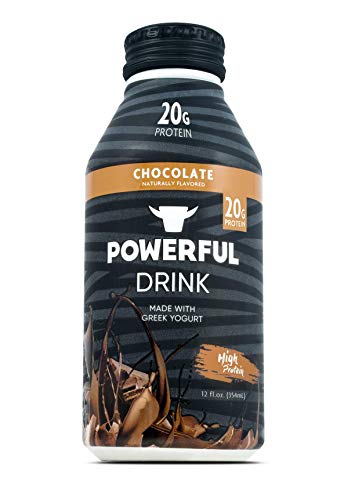 20G
PROTEIN
CHOCOLATE
NATURALLY FLAVORED
20G
PROTEIN
POWERFUL
DRINK
MADE WITH
GREEK YOGURT
High
Protein
12 fl.oz. (354mL)